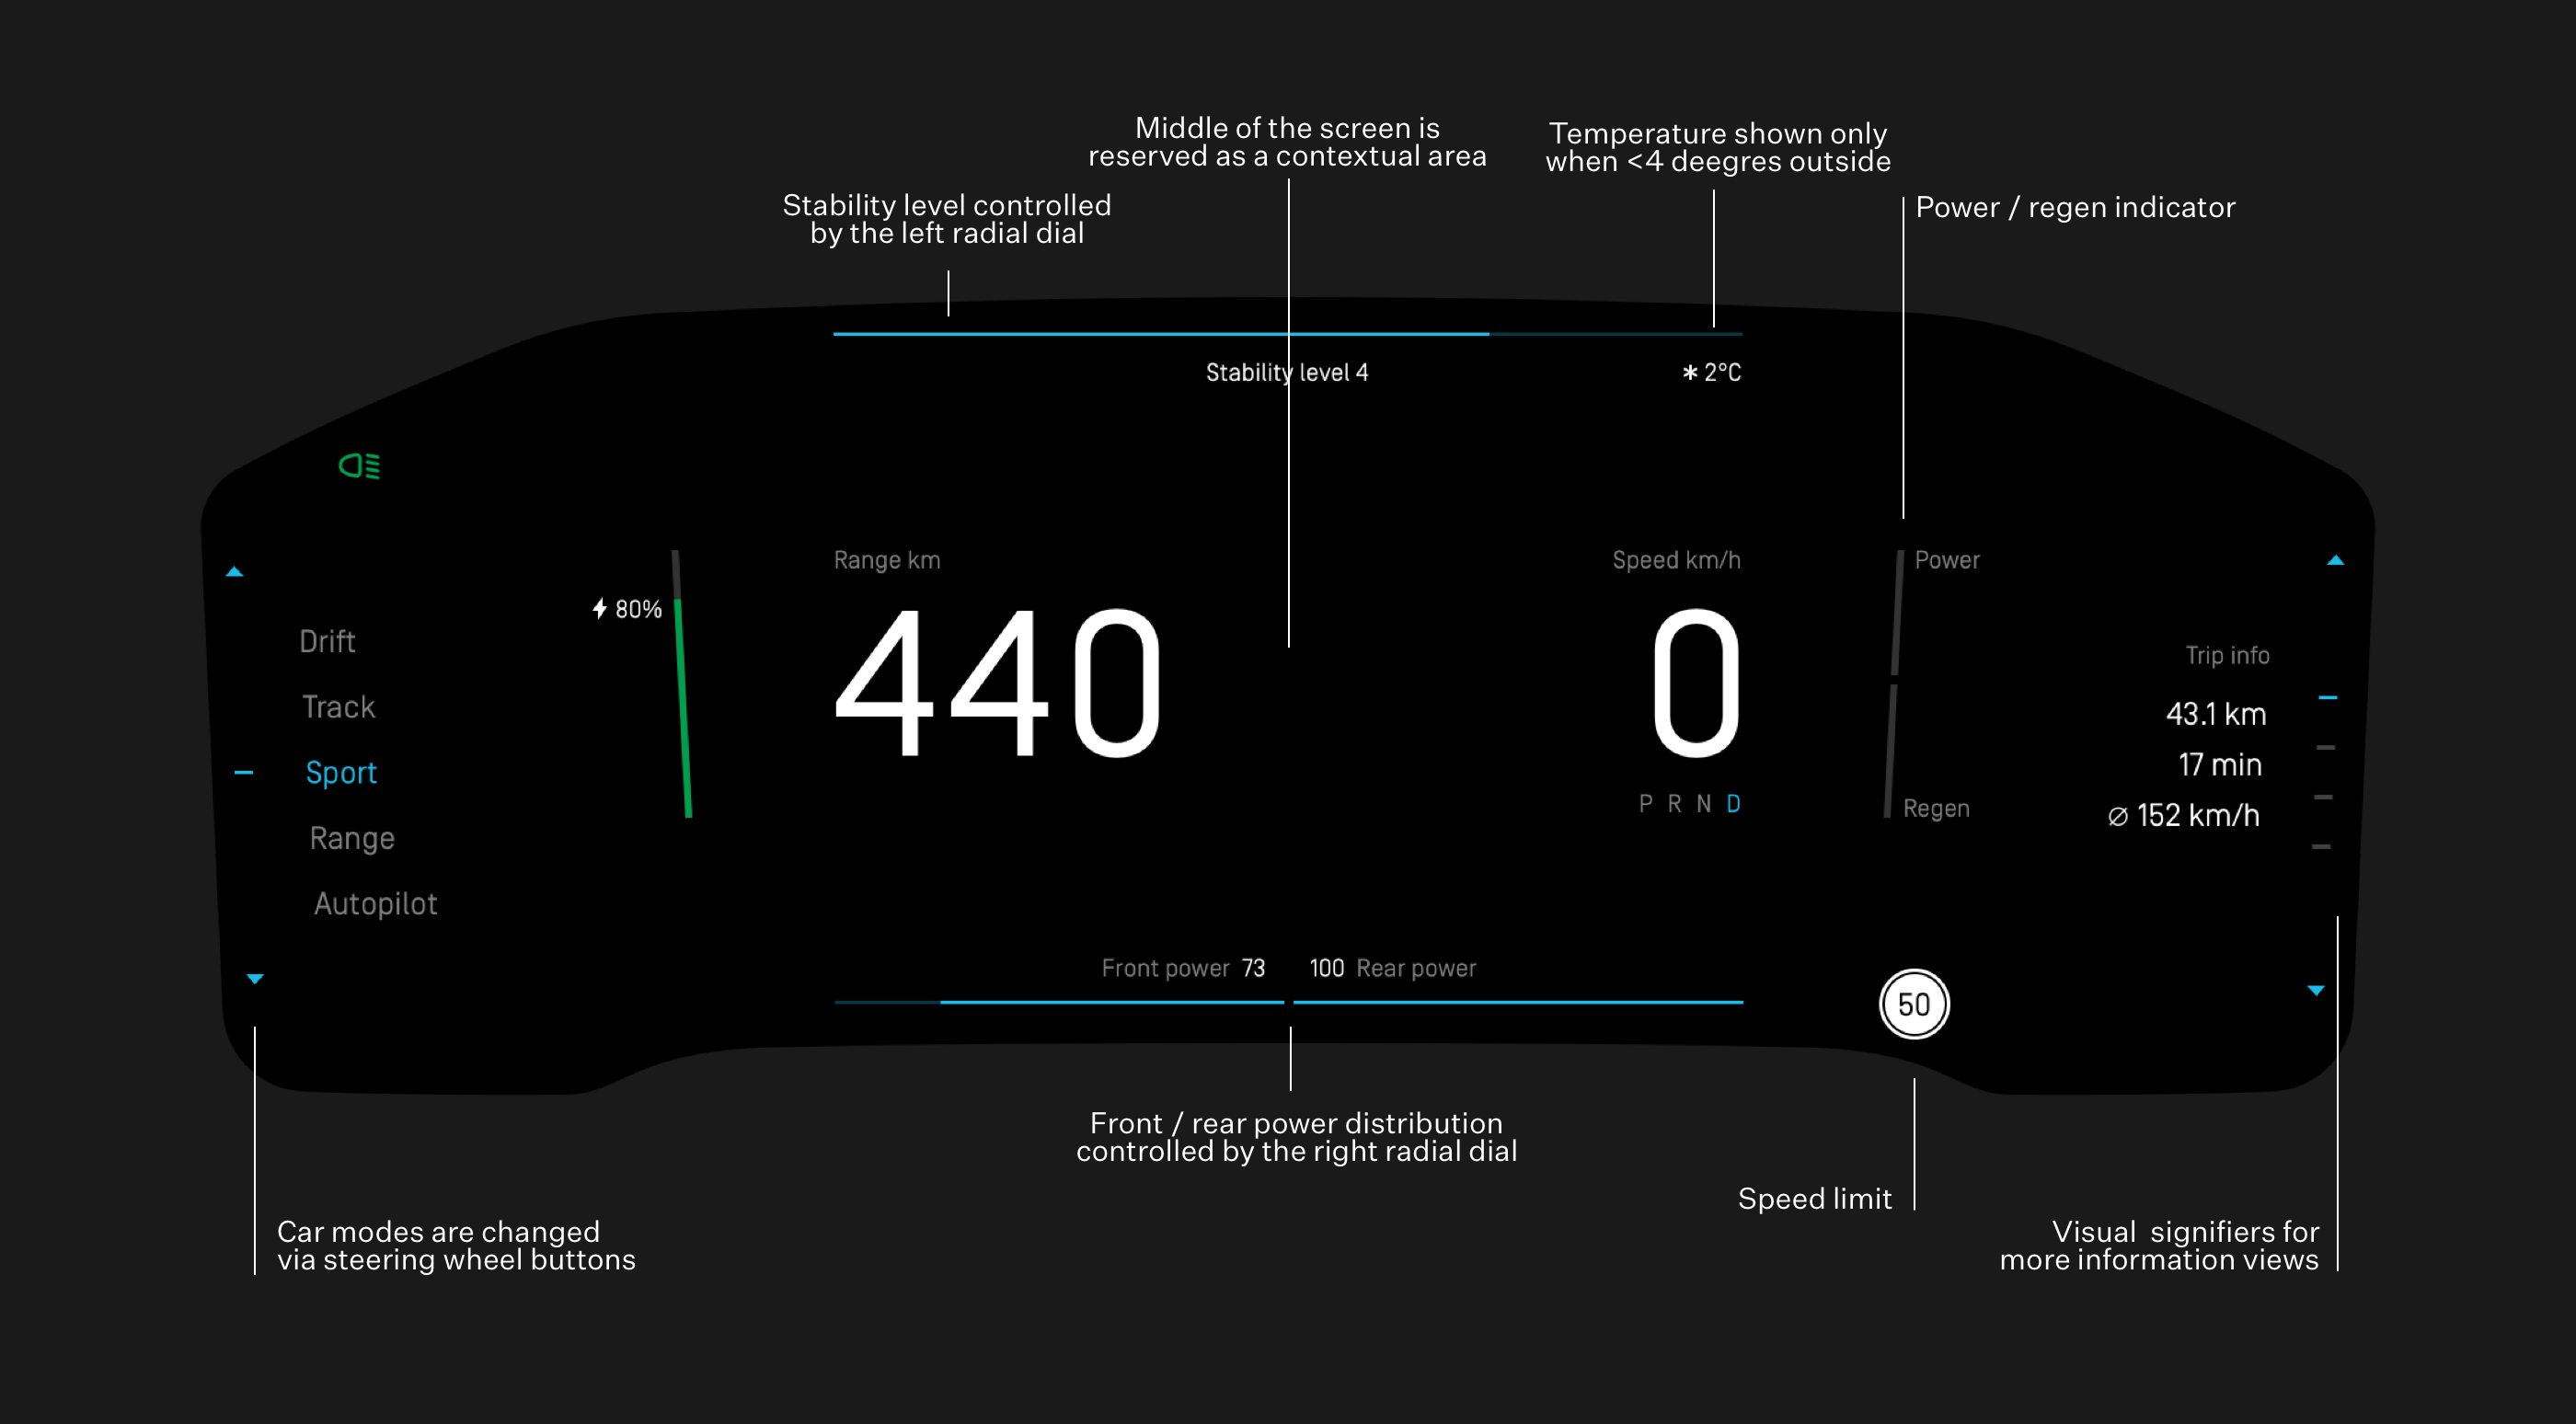 Middle of the screen is
reserved as a contextual area
Temperature shown only
when <4 deegres outside
Stability level controlled
by the left radial dial
Power / regen indicator
Stability level 4
* 2°C
Range km
Speed km/h
Power
80%
440
0
Drift
Track
Sport
Range
Autopilot
P R N D
Regen
Trip info
43.1 km
17 min
∅ 152 km/h
Front power 73
100 Rear power
50
Front / rear power distribution
controlled by the right radial dial
Speed limit
Car modes are changed
via steering wheel buttons
Visual  signifiers for
more information views